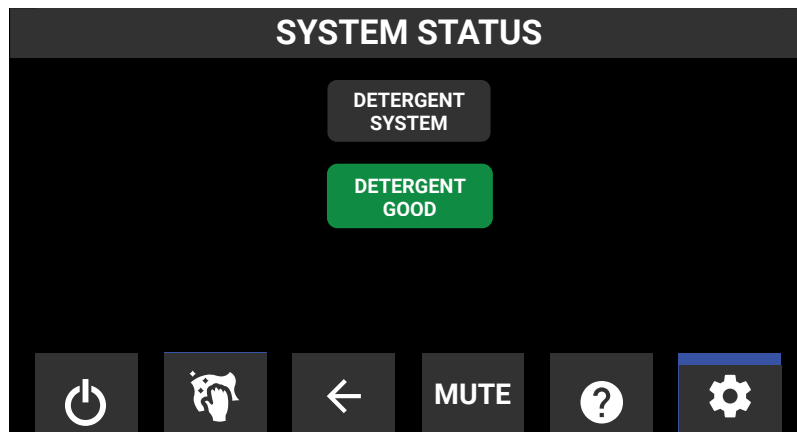 SYSTEM STATUS
DETERGENT
SYSTEM
DETERGENT
GOOD
MUTE
?